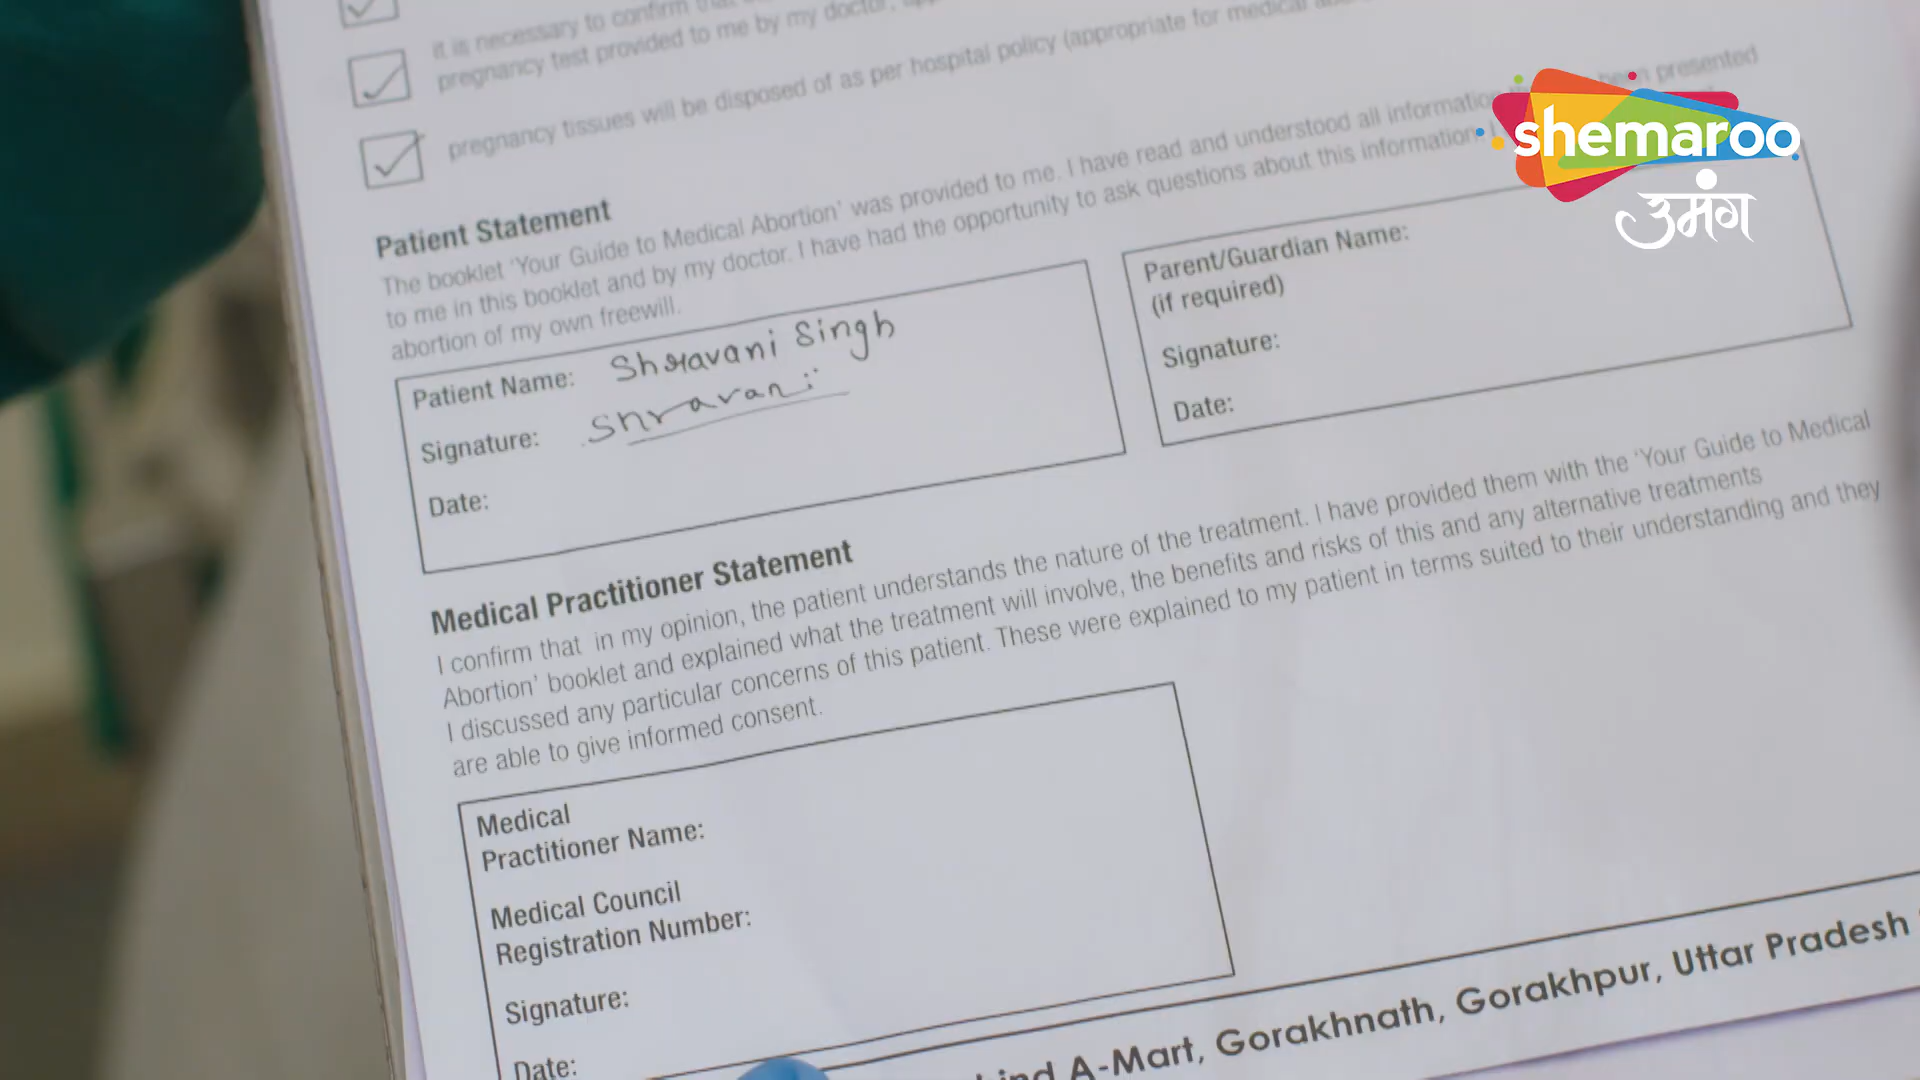 it is necessary to confirm that
pregnancy test provided to me by my doctor,
pregnancy tissues will be disposed of as per hospital policy (appropriate for medical
Patient Statement
The booklet 'Your Guide to Medical Abortion' was provided to me. I have read and understood all information been presented
to me in this booklet and by my doctor. I have had the opportunity to ask questions about this information. I
abortion of my own freewill.
Patient Name: Shravani Singh
Signature: Shravani
Date:
Parent/Guardian Name:
(if required)
Signature:
Date:
Medical Practitioner Statement
I confirm that in my opinion, the patient understands the nature of the treatment. I have provided them with the 'Your Guide to Medical
Abortion' booklet and explained what the treatment will involve, the benefits and risks of this and any alternative treatments
I discussed any particular concerns of this patient. These were explained to my patient in terms suited to their understanding and they
are able to give informed consent.
Medical
Practitioner Name:
Medical Council
Registration Number:
Signature:
Date:
A-Mart, Gorakhnath, Gorakhpur, Uttar Pradesh
shemaroo
उमंग